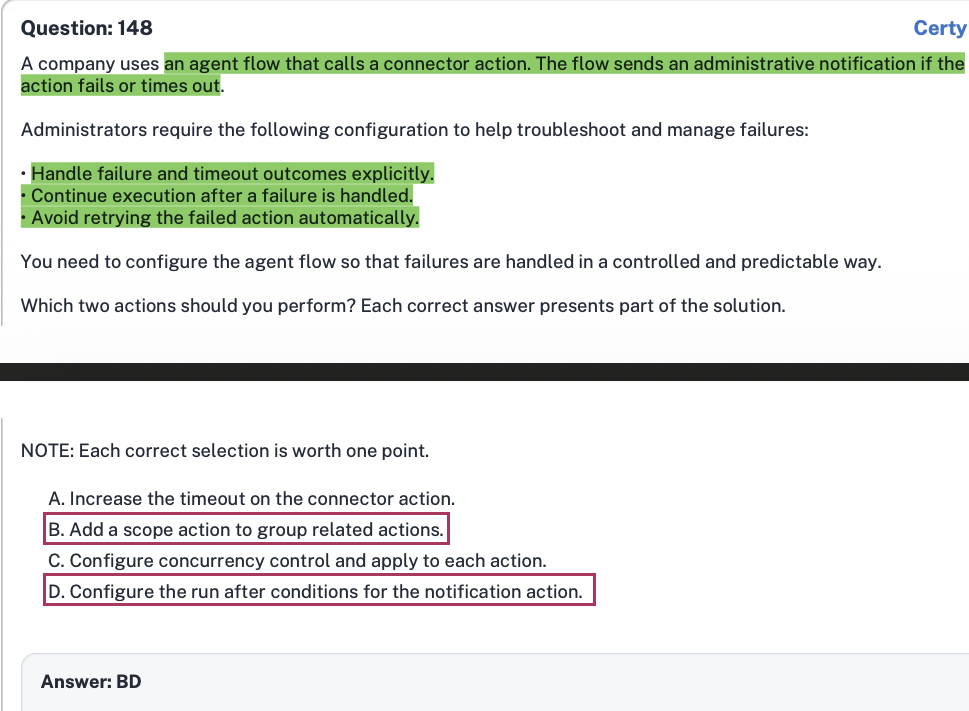 Question: 148
Certy
A company uses an agent flow that calls a connector action. The flow sends an administrative notification if the
action fails or times out.
Administrators require the following configuration to help troubleshoot and manage failures:
• Handle failure and timeout outcomes explicitly.
• Continue execution after a failure is handled.
• Avoid retrying the failed action automatically.
You need to configure the agent flow so that failures are handled in a controlled and predictable way.
Which two actions should you perform? Each correct answer presents part of the solution.
NOTE: Each correct selection is worth one point.
A. Increase the timeout on the connector action.
B. Add a scope action to group related actions.
C. Configure concurrency control and apply to each action.
D. Configure the run after conditions for the notification action.
Answer: BD